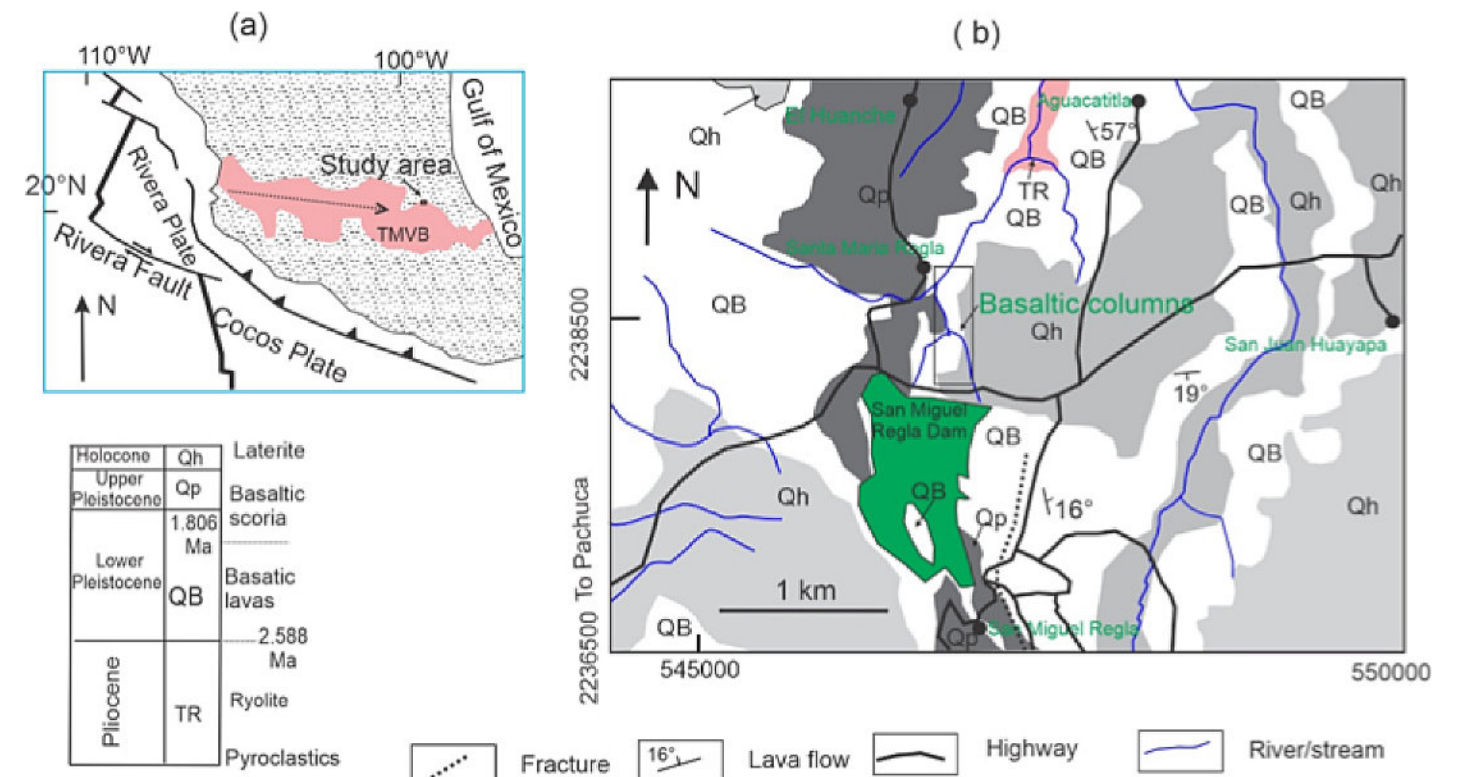 (a)
110°W
100°W
Gulf of Mexico
Study area
20°N
Rivera Plate
TMVB
Rivera Fault
N
Cocos Plate
Holocone
Qh
Laterite
Upper
Pleistocene
Qp
Basaltic
scoria
1.806
Ma
Lower
Pleistocene
QB
Basatic
lavas
2.588
Ma
Pliocene
TR
Ryolite
Pyroclastics
( b)
Qh
El Huanche
QB
Aguacatitla
57°
QB
QB
N
Qp
TR
QB
QB
Qh
Qh
Santa Marie Regla
QB
Basaltic columns
Qh
San Juan Huayapa
2238500
19°
San Miguel
Regla Dam
QB
QB
Qh
QB
Qp
16°
Qh
To Pachuca
1 km
QB
Qp
San Miguel Regla
2236500
545000
550000
Fracture
16°
Lava flow
Highway
River/stream